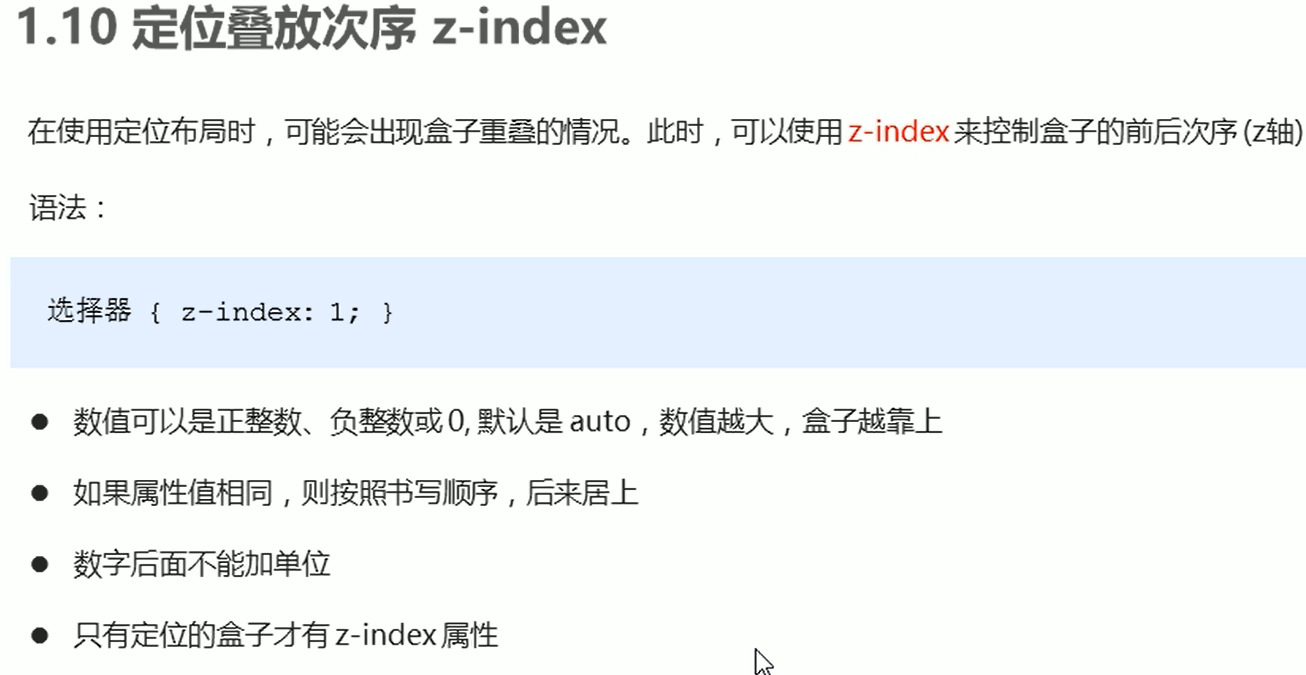 1.10 定位叠放次序 z-index
在使用定位布局时，可能会出现盒子重叠的情况。此时，可以使用 z-index 来控制盒子的前后次序 (z轴)
语法：
选择器 { z-index: 1; }
● 数值可以是正整数、负整数或 0, 默认是 auto，数值越大，盒子越靠上
● 如果属性值相同，则按照书写顺序，后来居上
● 数字后面不能加单位
● 只有定位的盒子才有 z-index 属性